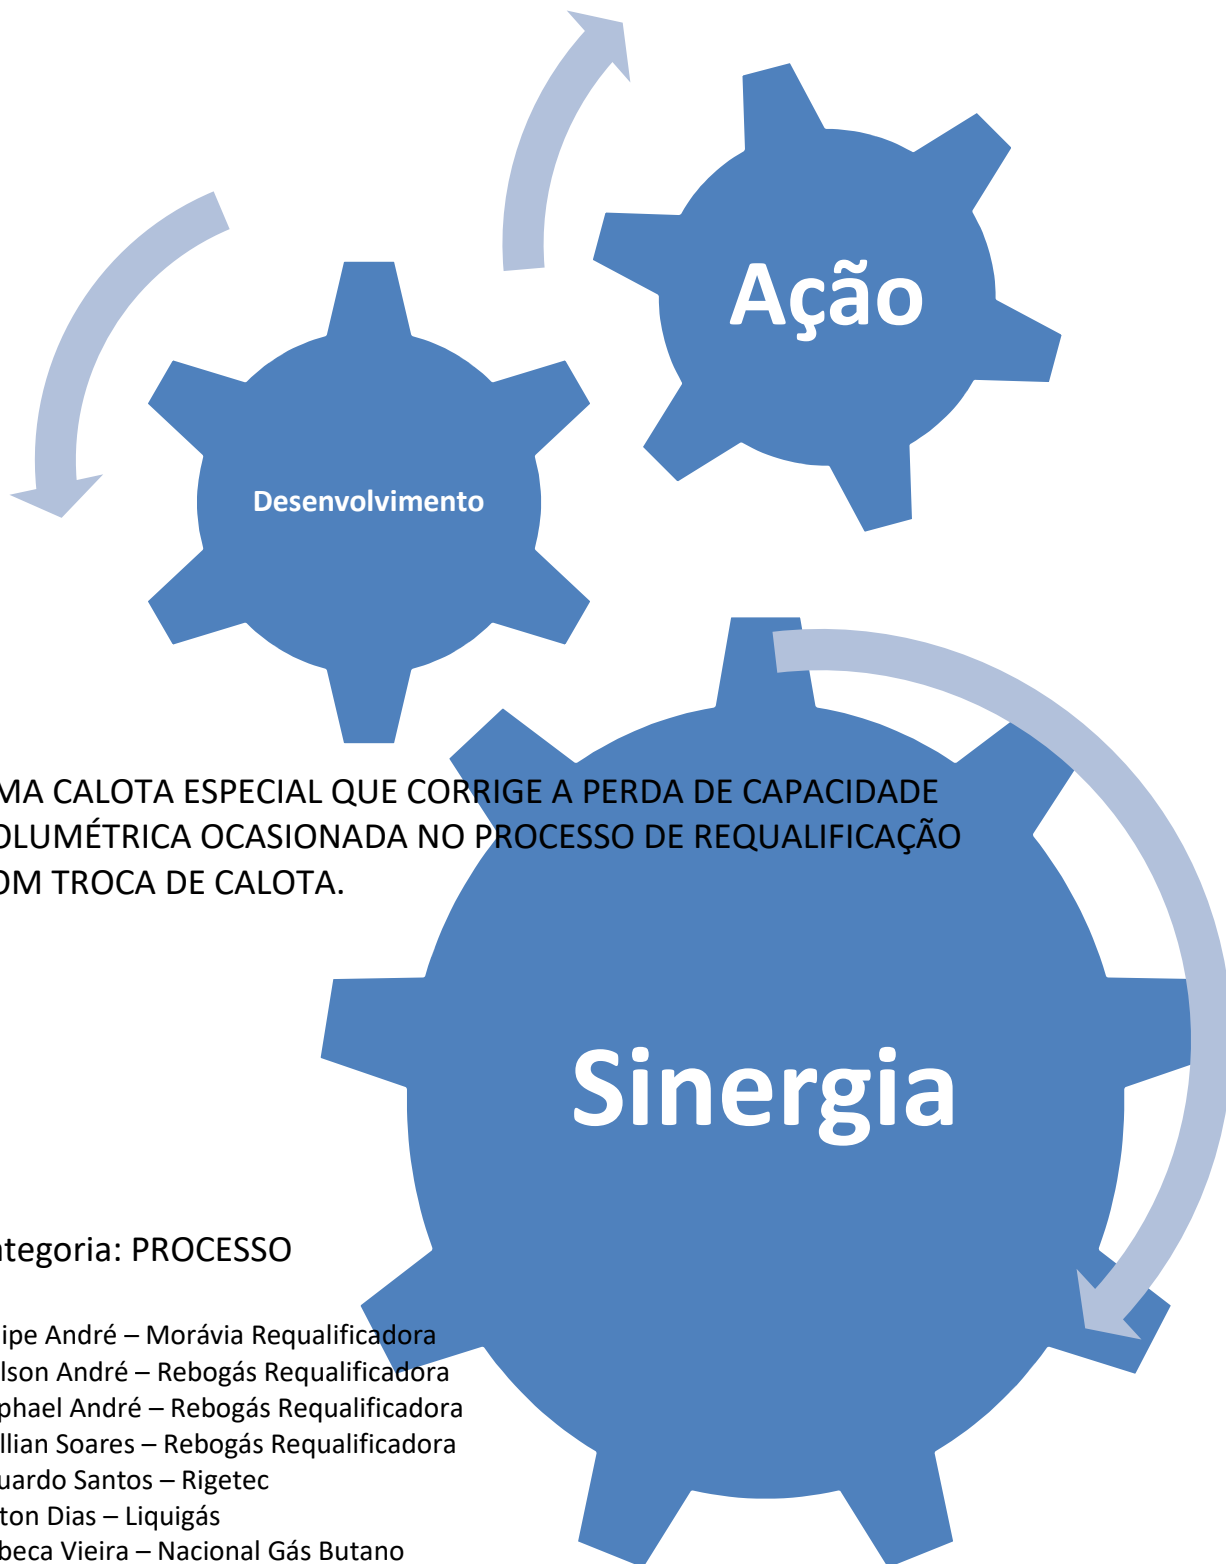 Ação
Desenvolvimento
MA CALOTA ESPECIAL QUE CORRIGE A PERDA DE CAPACIDADE
OLUMÉTRICA OCASIONADA NO PROCESSO DE REQUALIFICAÇÃO
OM TROCA DE CALOTA.
Sinergia
ategoria: PROCESSO
ipe André – Morávia Requalificadora
lson André – Rebogás Requalificadora
phael André – Rebogás Requalificadora
llian Soares – Rebogás Requalificadora
uardo Santos – Rigetec
ton Dias – Liquigás
beca Vieira – Nacional Gás Butano